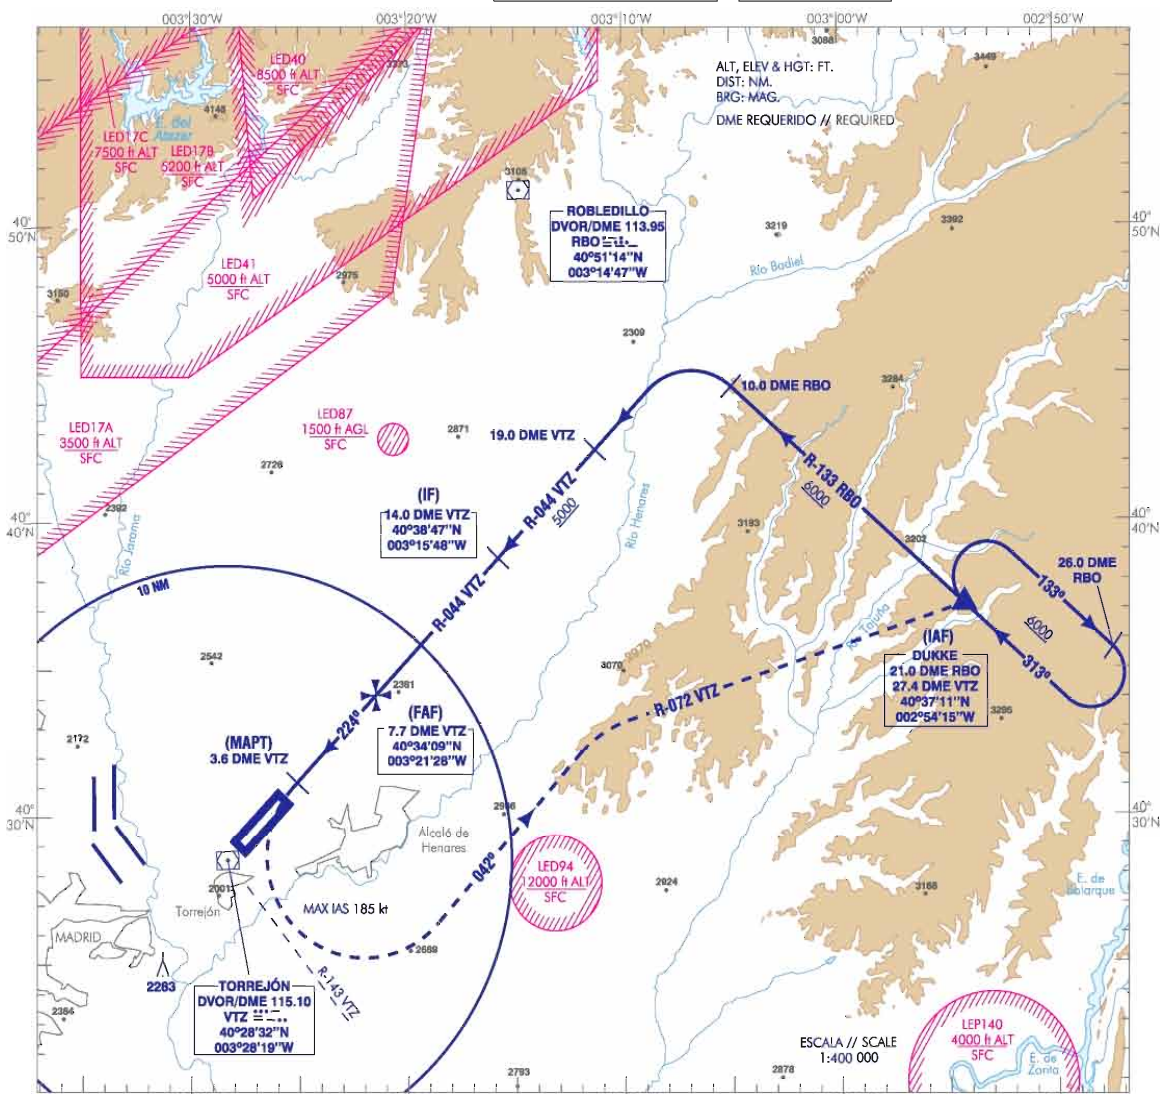 003°30'W
003°20'W
003°10'W
003°00'W
002°50'W
ALT, ELEV & HGT: FT.
DIST: NM.
BRG: MAG.
DME REQUERIDO // REQUIRED
3088
3449
3373
4148
LED40
8500 ft ALT
SFC
E. del
Atazar
LED17C
7500 ft ALT
SFC
LED17B
5200 ft ALT
SFC
3108
ROBLEDILLO
DVOR/DME 113.95
RBO
40°51'14"N
003°14'47"W
3219
3392
40°
50'N
40°
50'N
Río Badiel
2970
LED41
5000 ft ALT
SFC
2975
3150
2309
10.0 DME RBO
3284
LED17A
3500 ft ALT
SFC
LED87
1500 ft AGL
SFC
2871
19.0 DME VTZ
R-133 RBO
6000
2726
R-044 VTZ
5000
(IF)
14.0 DME VTZ
40°38'47"N
003°15'48"W
Río Henares
40°
40'N
40°
40'N
Río Jarama
3193
3202
26.0 DME
RBO
133°
6000
313°
10 NM
R-044 VTZ
Río Tajuña
(IAF)
DUKKE
21.0 DME RBO
27.4 DME VTZ
40°37'11"N
002°54'15"W
2542
3079
2970
3295
2381
R-072 VTZ
(FAF)
7.7 DME VTZ
40°34'09"N
003°21'28"W
224°
2172
(MAPT)
3.6 DME VTZ
40°
30'N
40°
30'N
Alcalá de
Henares
042°
LED94
12000 ft ALT
SFC
2924
3168
E. de
Bolarque
2001
Torrejón
MAX IAS 185 kt
MADRID
2669
2263
R-143 VTZ
TORREJÓN
DVOR/DME 115.10
VTZ
40°28'32"N
003°28'19"W
2384
ESCALA // SCALE
1:400 000
LEP140
4000 ft ALT
SFC
E. de
Zorita
2793
2878